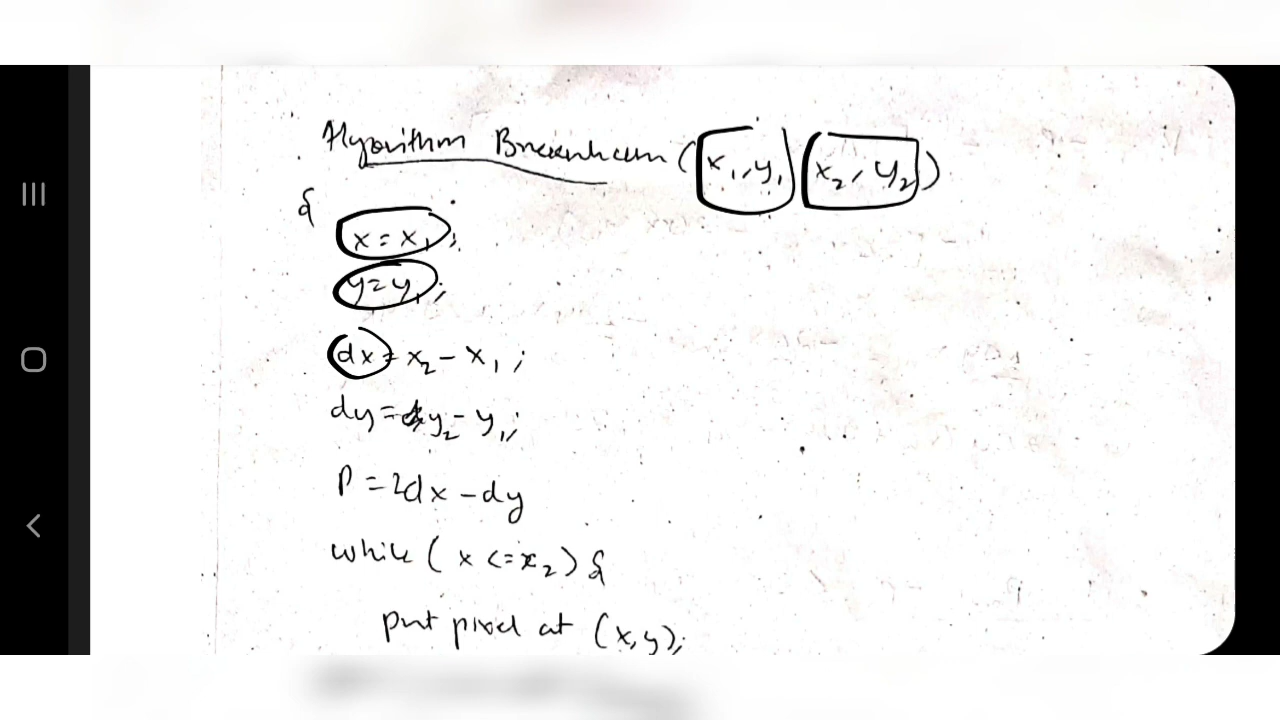 Algorithm Bresenham (x₁, y₁) (x₂, y₂)
{
x = x₁;
y = y₁;
dx = x₂ - x₁;
dy = y₂ - y₁;
P = 2dx - dy
while (x <= x₂) {
put pixel at (x, y);